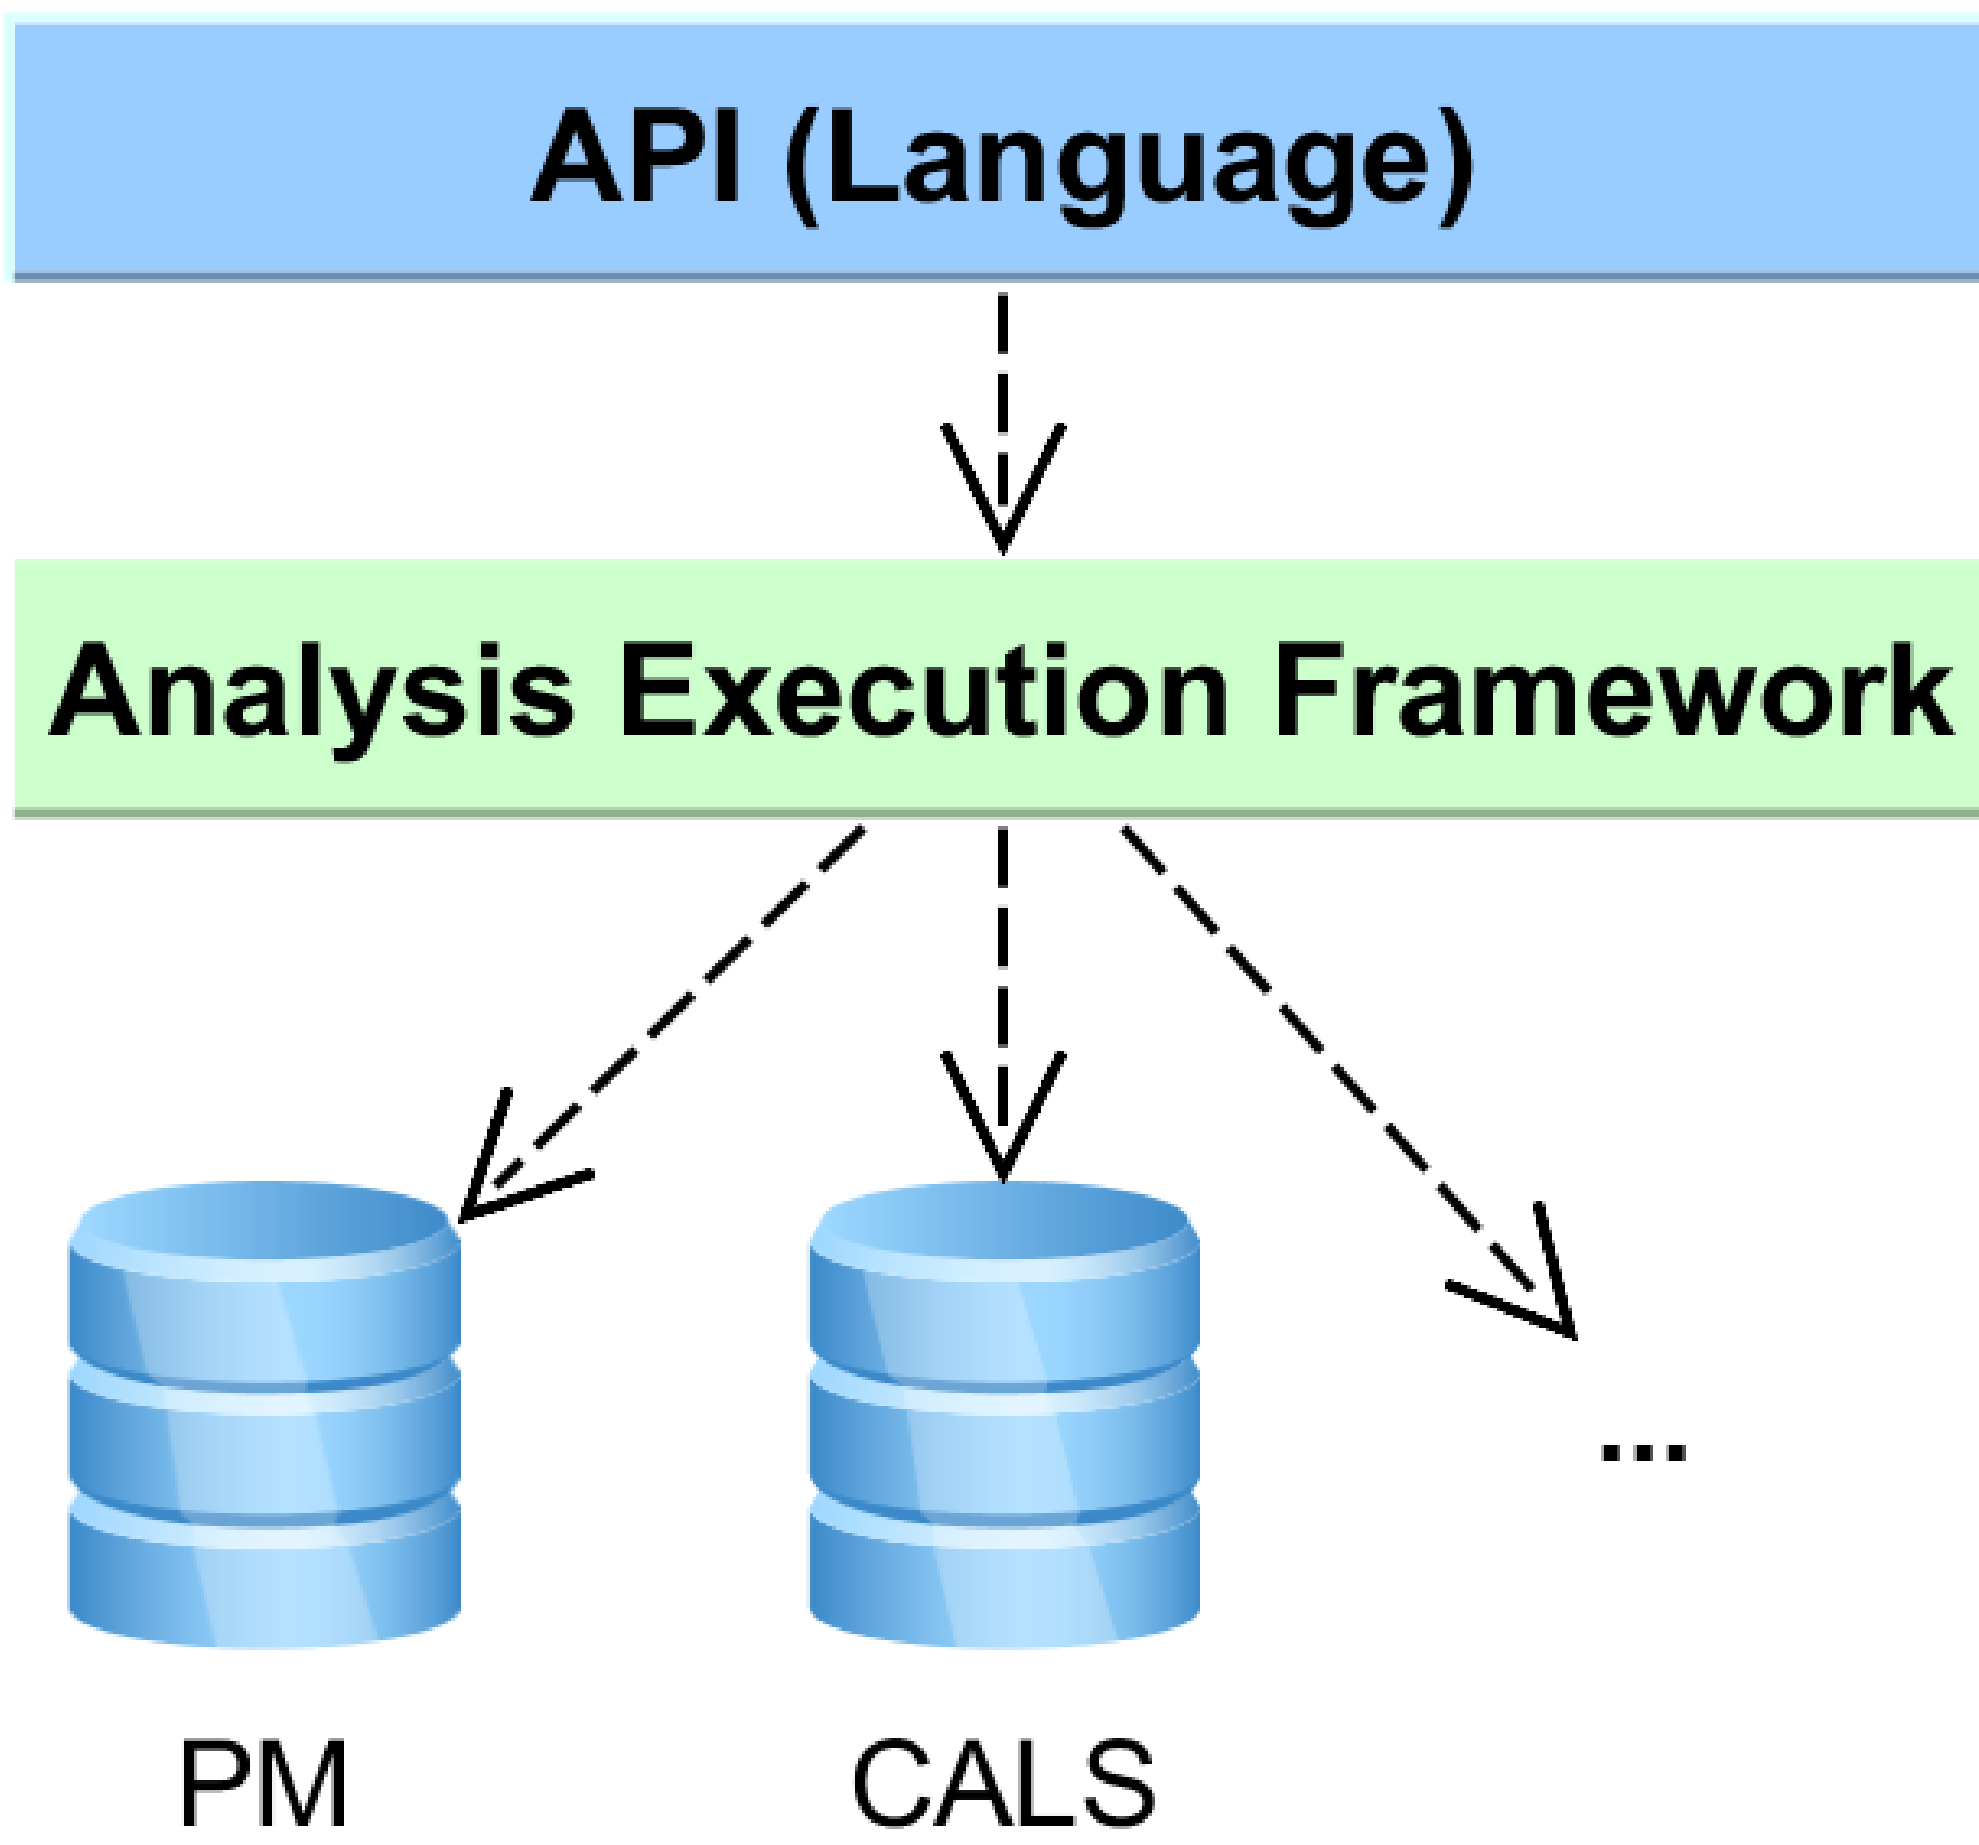 API (Language)
Analysis Execution Framework
...
PM
CALS